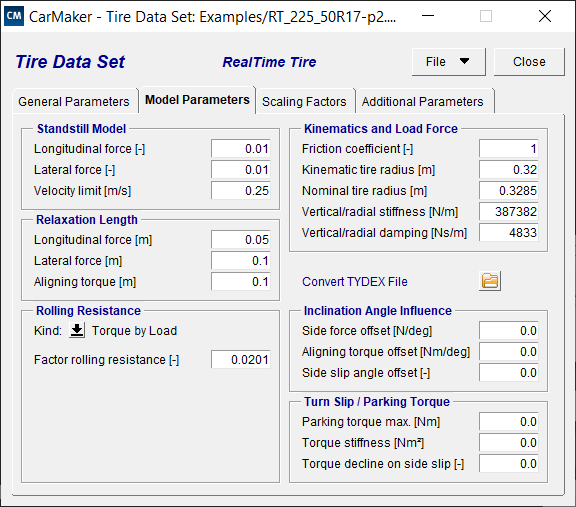 CM CarMaker - Tire Data Set: Examples/RT_225_50R17-p2....
Tire Data Set RealTime Tire File Close
General Parameters Model Parameters Scaling Factors Additional Parameters
Standstill Model
Longitudinal force [-] 0.01
Lateral force [-] 0.01
Velocity limit [m/s] 0.25
Relaxation Length
Longitudinal force [m] 0.05
Lateral force [m] 0.1
Aligning torque [m] 0.1
Rolling Resistance
Kind: Torque by Load
Factor rolling resistance [-] 0.0201
Kinematics and Load Force
Friction coefficient [-] 1
Kinematic tire radius [m] 0.32
Nominal tire radius [m] 0.3285
Vertical/radial stiffness [N/m] 387382
Vertical/radial damping [Ns/m] 4833
Convert TYDEX File
Inclination Angle Influence
Side force offset [N/deg] 0.0
Aligning torque offset [Nm/deg] 0.0
Side slip angle offset [-] 0.0
Turn Slip / Parking Torque
Parking torque max. [Nm] 0.0
Torque stiffness [Nm²] 0.0
Torque decline on side slip [-] 0.0